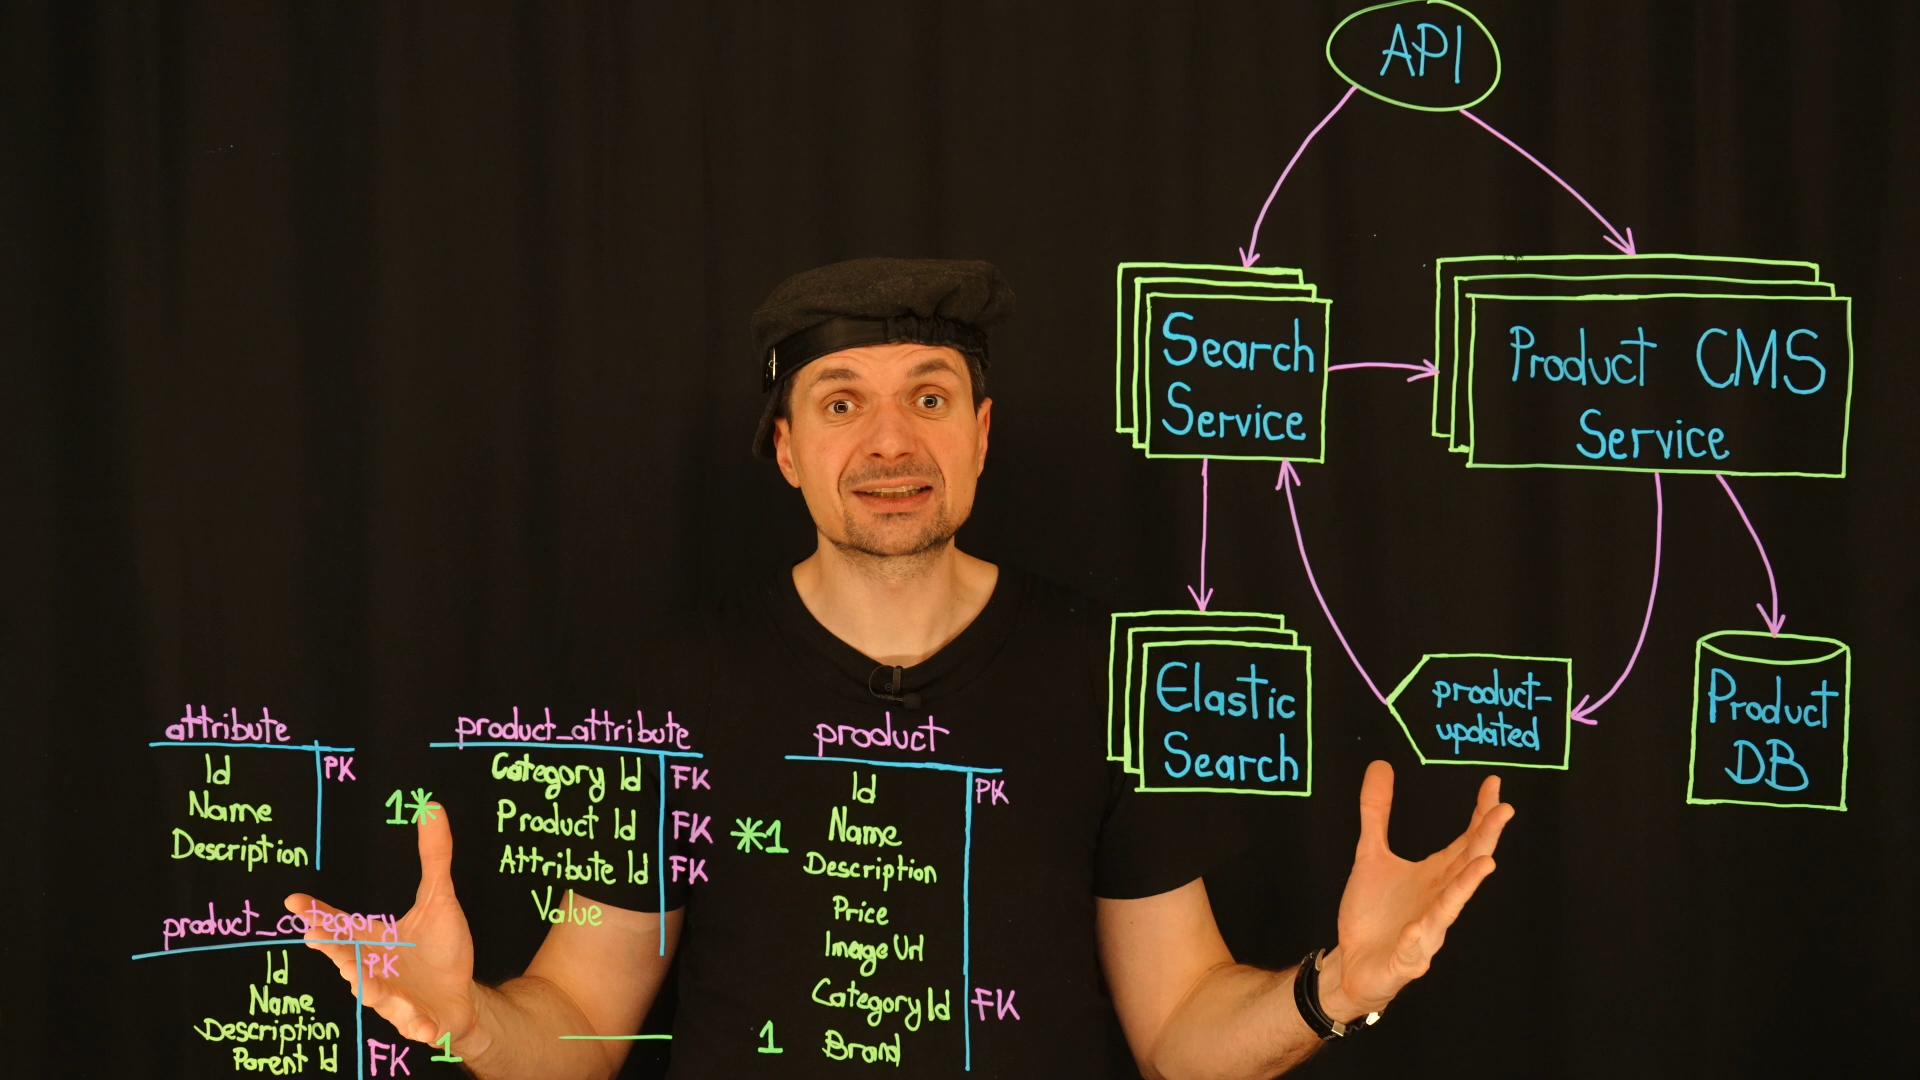 API
Search
Service
Product CMS
Service
Elastic
Search
product-
updated
Product
DB
attribute
Id PK
Name
Description
product_attribute
Category Id FK
Product Id FK
Attribute Id FK
Value
product
Id PK
Name
Description
Price
Image Url
Category Id FK
Brand
product_category
Id PK
Name
Description
Parent Id FK
1*
*1
1
1